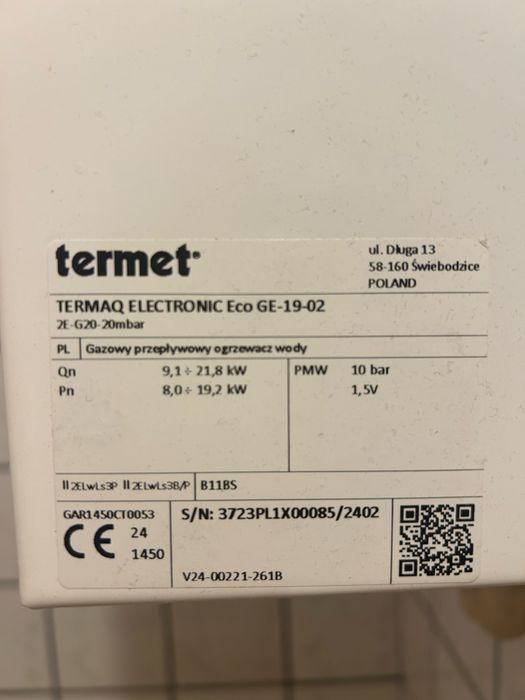 termet®
ul. Długa 13
58-160 Świebodzice
POLAND
TERMAQ ELECTRONIC Eco GE-19-02
2E-G20-20mbar
PL Gazowy przepływowy ogrzewacz wody
Qn 9,1 ÷ 21,8 kW PMW 10 bar
Pn 8,0 ÷ 19,2 kW 1,5V
II2ELwLs3P II2ELwLs3B/P B11BS
GAR1450CT0053 S/N: 3723PL1X00085/2402
CE 24
1450
V24-00221-261B